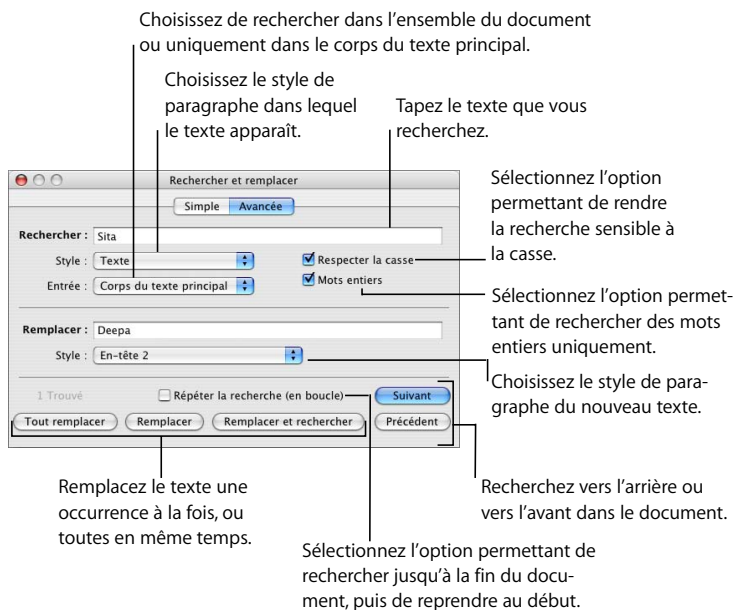 Choisissez de rechercher dans l’ensemble du document
ou uniquement dans le corps du texte principal.
Choisissez le style de
paragraphe dans lequel
le texte apparaît.
Tapez le texte que vous
recherchez.
Rechercher et remplacer
Simple Avancée
Rechercher : Sita
Style : Texte
Respecter la casse
Entrée : Corps du texte principal
Mots entiers
Sélectionnez l’option
permettant de rendre
la recherche sensible à
la casse.
Sélectionnez l’option permet-
tant de rechercher des mots
entiers uniquement.
Remplacer : Deepa
Style : En-tête 2
Choisissez le style de para-
graphe du nouveau texte.
1 Trouvé
Répéter la recherche (en boucle)
Suivant
Tout remplacer Remplacer Remplacer et rechercher Précédent
Remplacez le texte une
occurrence à la fois, ou
toutes en même temps.
Recherchez vers l’arrière ou
vers l’avant dans le document.
Sélectionnez l’option permettant de
rechercher jusqu’à la fin du docu-
ment, puis de reprendre au début.